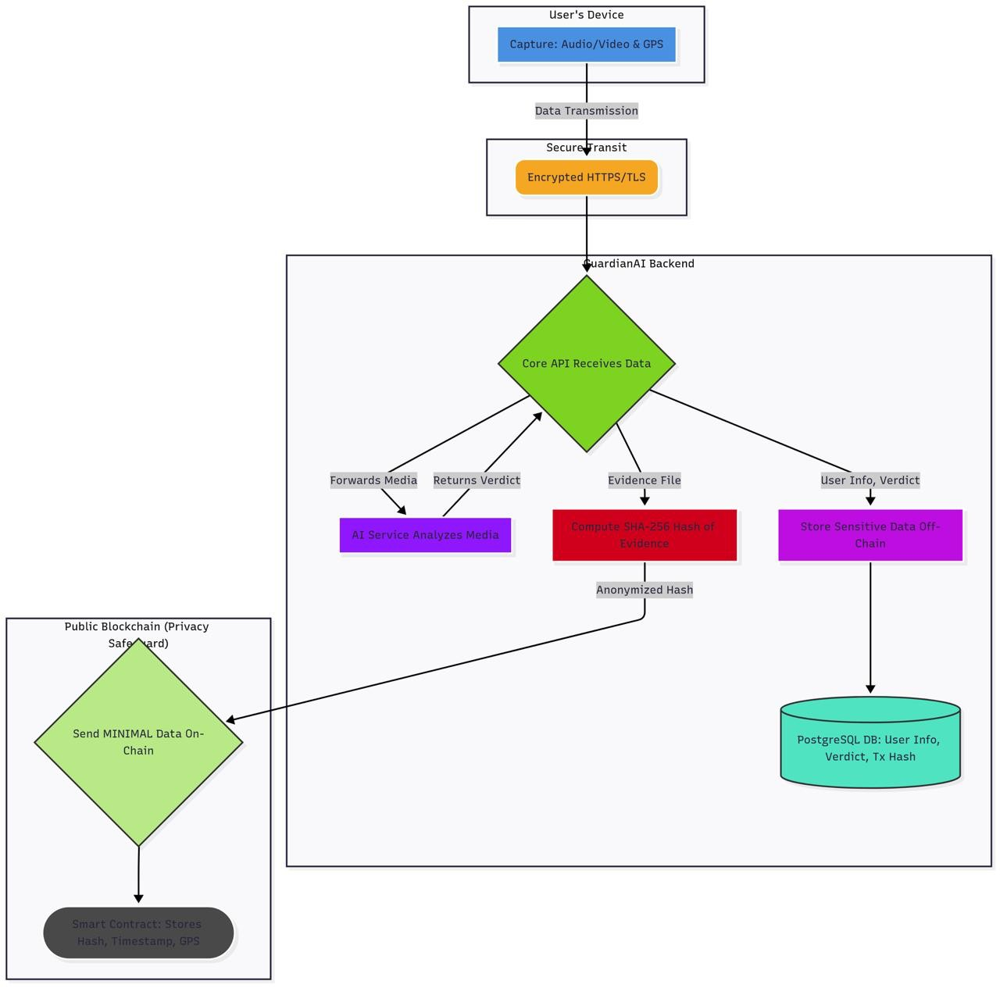 User's Device
Capture: Audio/Video & GPS
Data Transmission
Secure Transit
Encrypted HTTPS/TLS
GuardianAI Backend
Core API Receives Data
Forwards Media
Returns Verdict
Evidence File
User Info, Verdict
AI Service Analyzes Media
Compute SHA-256 Hash of
Evidence
Store Sensitive Data Off-
Chain
Anonymized Hash
Public Blockchain (Privacy
Safeguard)
Send MINIMAL Data On-
Chain
PostgreSQL DB: User Info,
Verdict, Tx Hash
Smart Contract: Stores
Hash, Timestamp, GPS